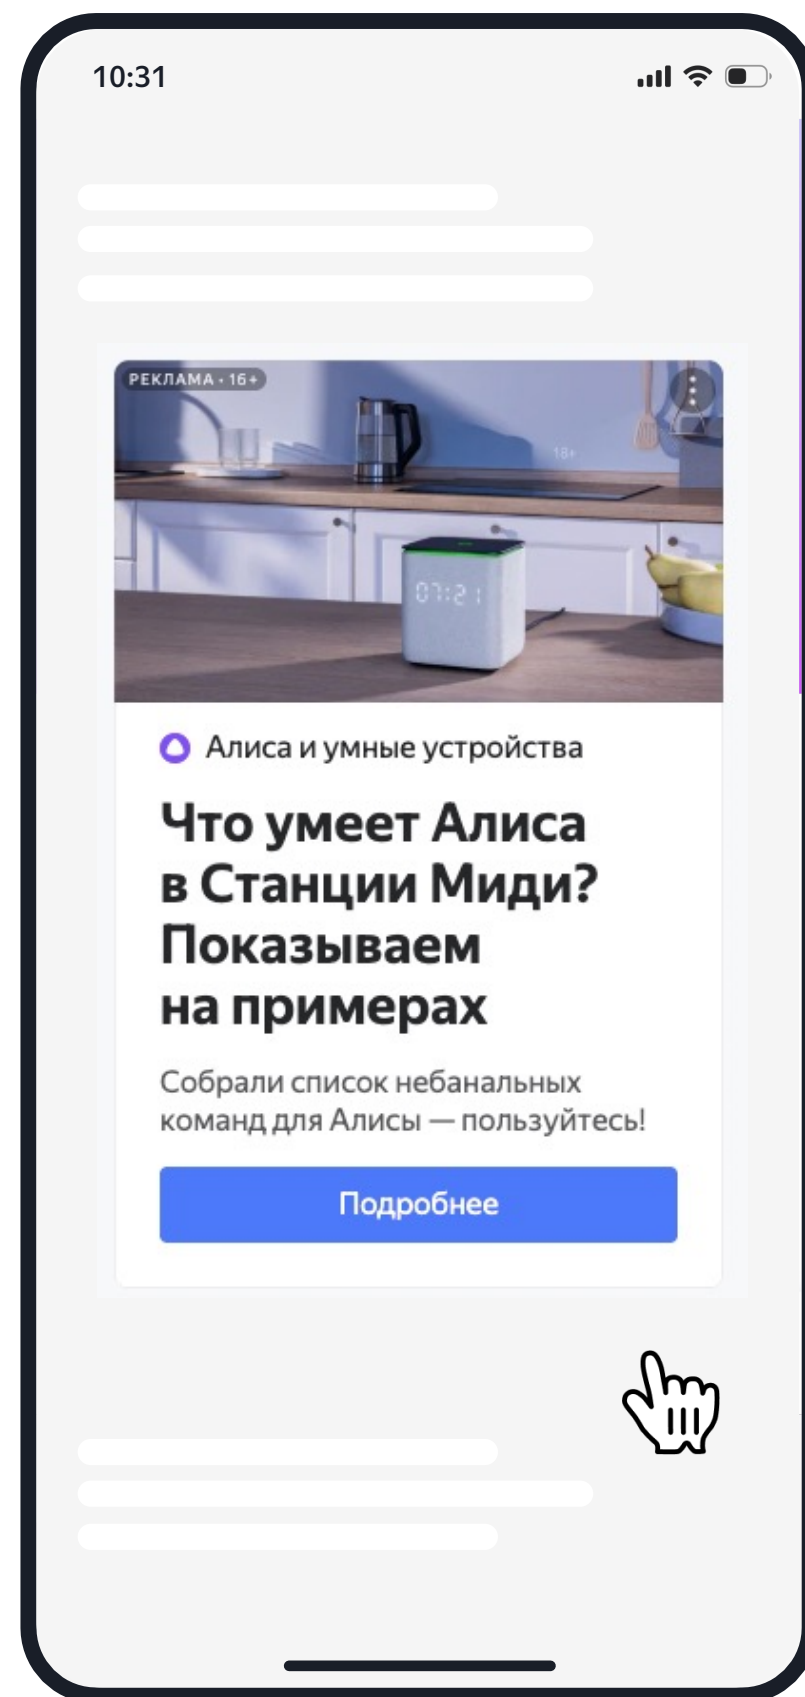 10:31
РЕКЛАМА • 16+
18+
07:21
Алиса и умные устройства
Что умеет Алиса
в Станции Миди?
Показываем
на примерах
Собрали список небанальных
команд для Алисы — пользуйтесь!
Подробнее